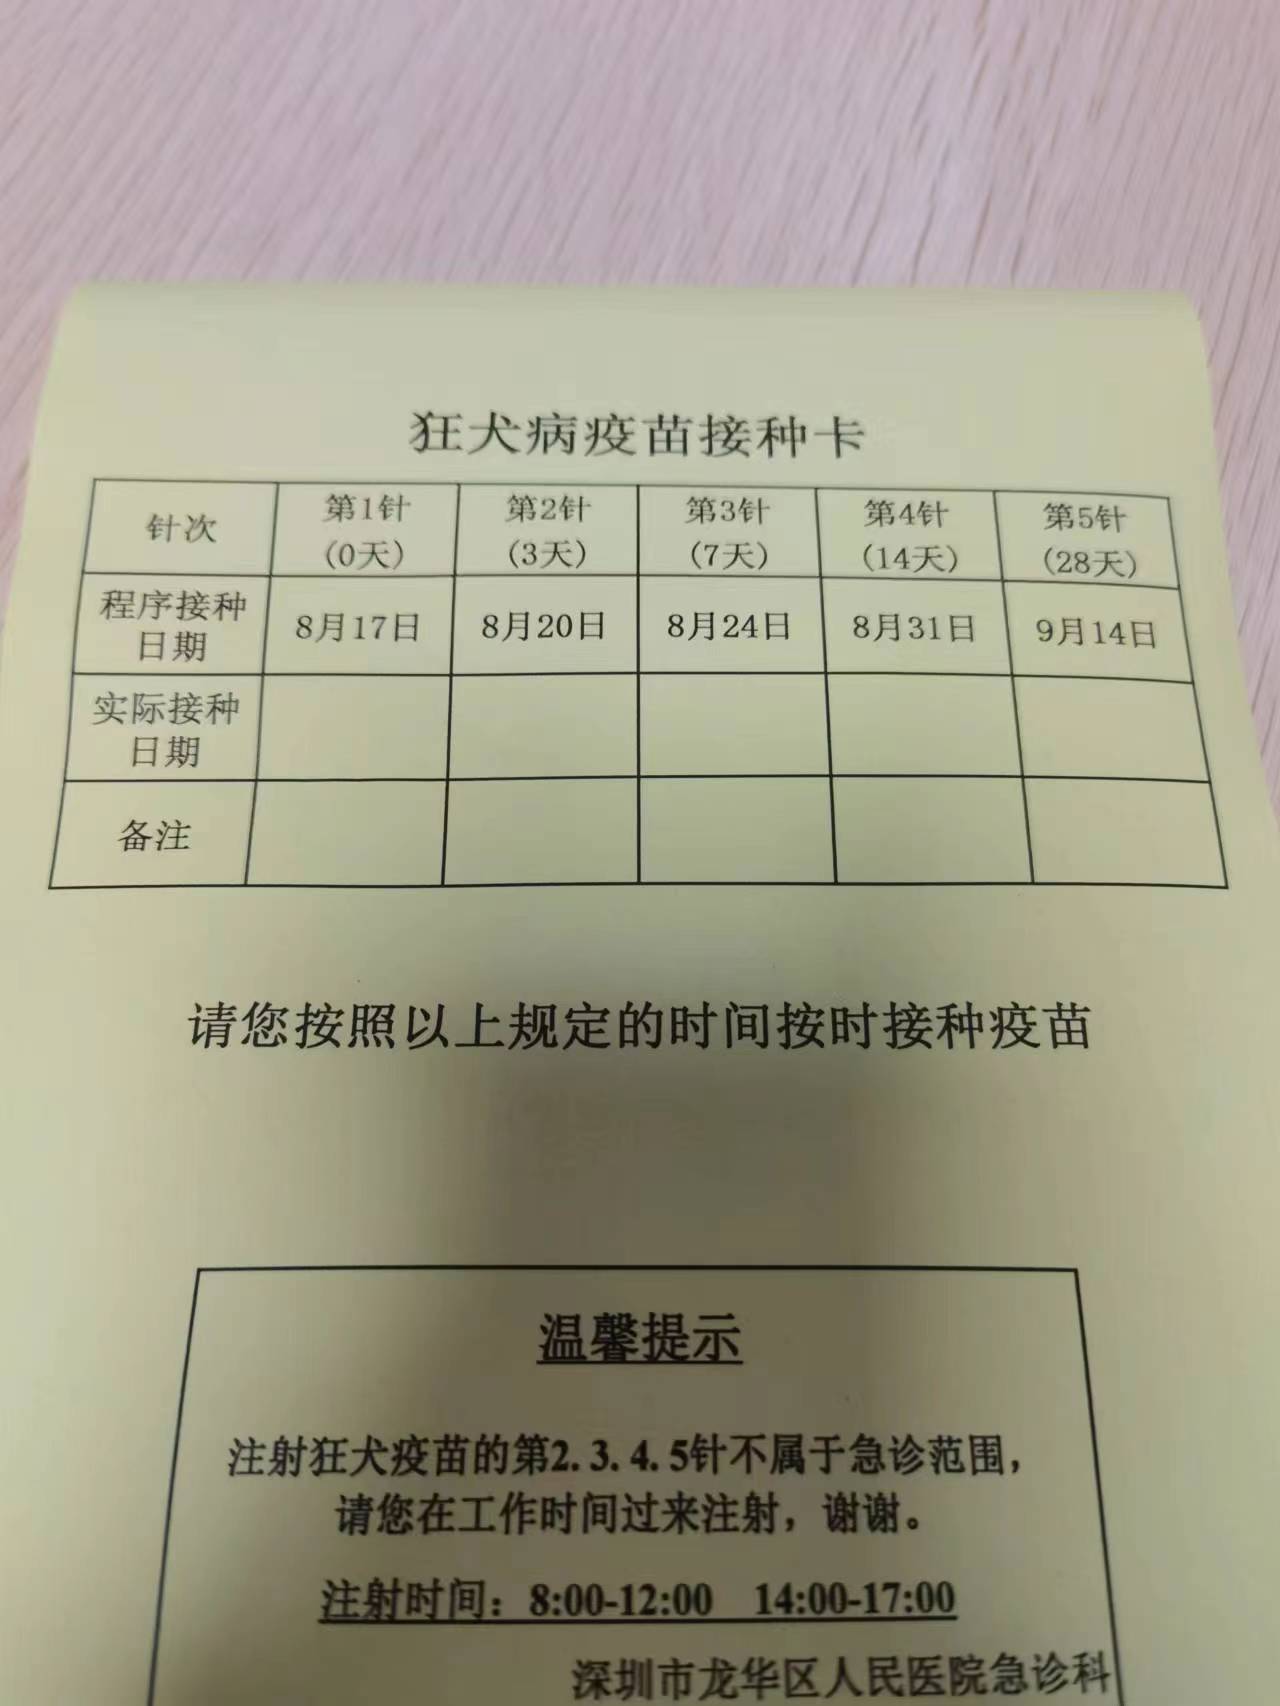 狂犬病疫苗接种卡
针次 第1针 第2针 第3针 第4针 第5针
(0天) (3天) (7天) (14天) (28天)
程序接种
日期 8月17日 8月20日 8月24日 8月31日 9月14日
实际接种
日期
备注
请您按照以上规定的时间按时接种疫苗
温馨提示
注射狂犬疫苗的第2.3.4.5针不属于急诊范围，
请您在工作时间过来注射，谢谢。
注射时间：8:00-12:00 14:00-17:00
深圳市龙华区人民医院急诊科